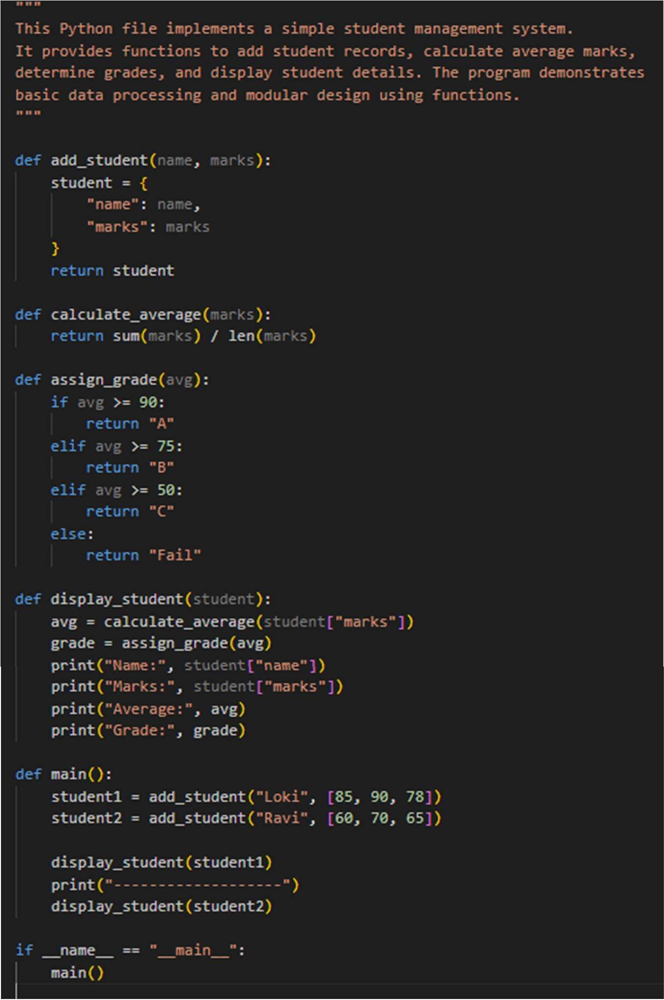 """
This Python file implements a simple student management system.
It provides functions to add student records, calculate average marks,
determine grades, and display student details. The program demonstrates
basic data processing and modular design using functions.
"""

def add_student(name, marks):
    student = {
        "name": name,
        "marks": marks
    }
    return student

def calculate_average(marks):
    return sum(marks) / len(marks)

def assign_grade(avg):
    if avg >= 90:
        return "A"
    elif avg >= 75:
        return "B"
    elif avg >= 50:
        return "C"
    else:
        return "Fail"

def display_student(student):
    avg = calculate_average(student["marks"])
    grade = assign_grade(avg)
    print("Name:", student["name"])
    print("Marks:", student["marks"])
    print("Average:", avg)
    print("Grade:", grade)

def main():
    student1 = add_student("Loki", [85, 90, 78])
    student2 = add_student("Ravi", [60, 70, 65])

    display_student(student1)
    print("-------------------")
    display_student(student2)

if __name__ == "__main__":
    main()